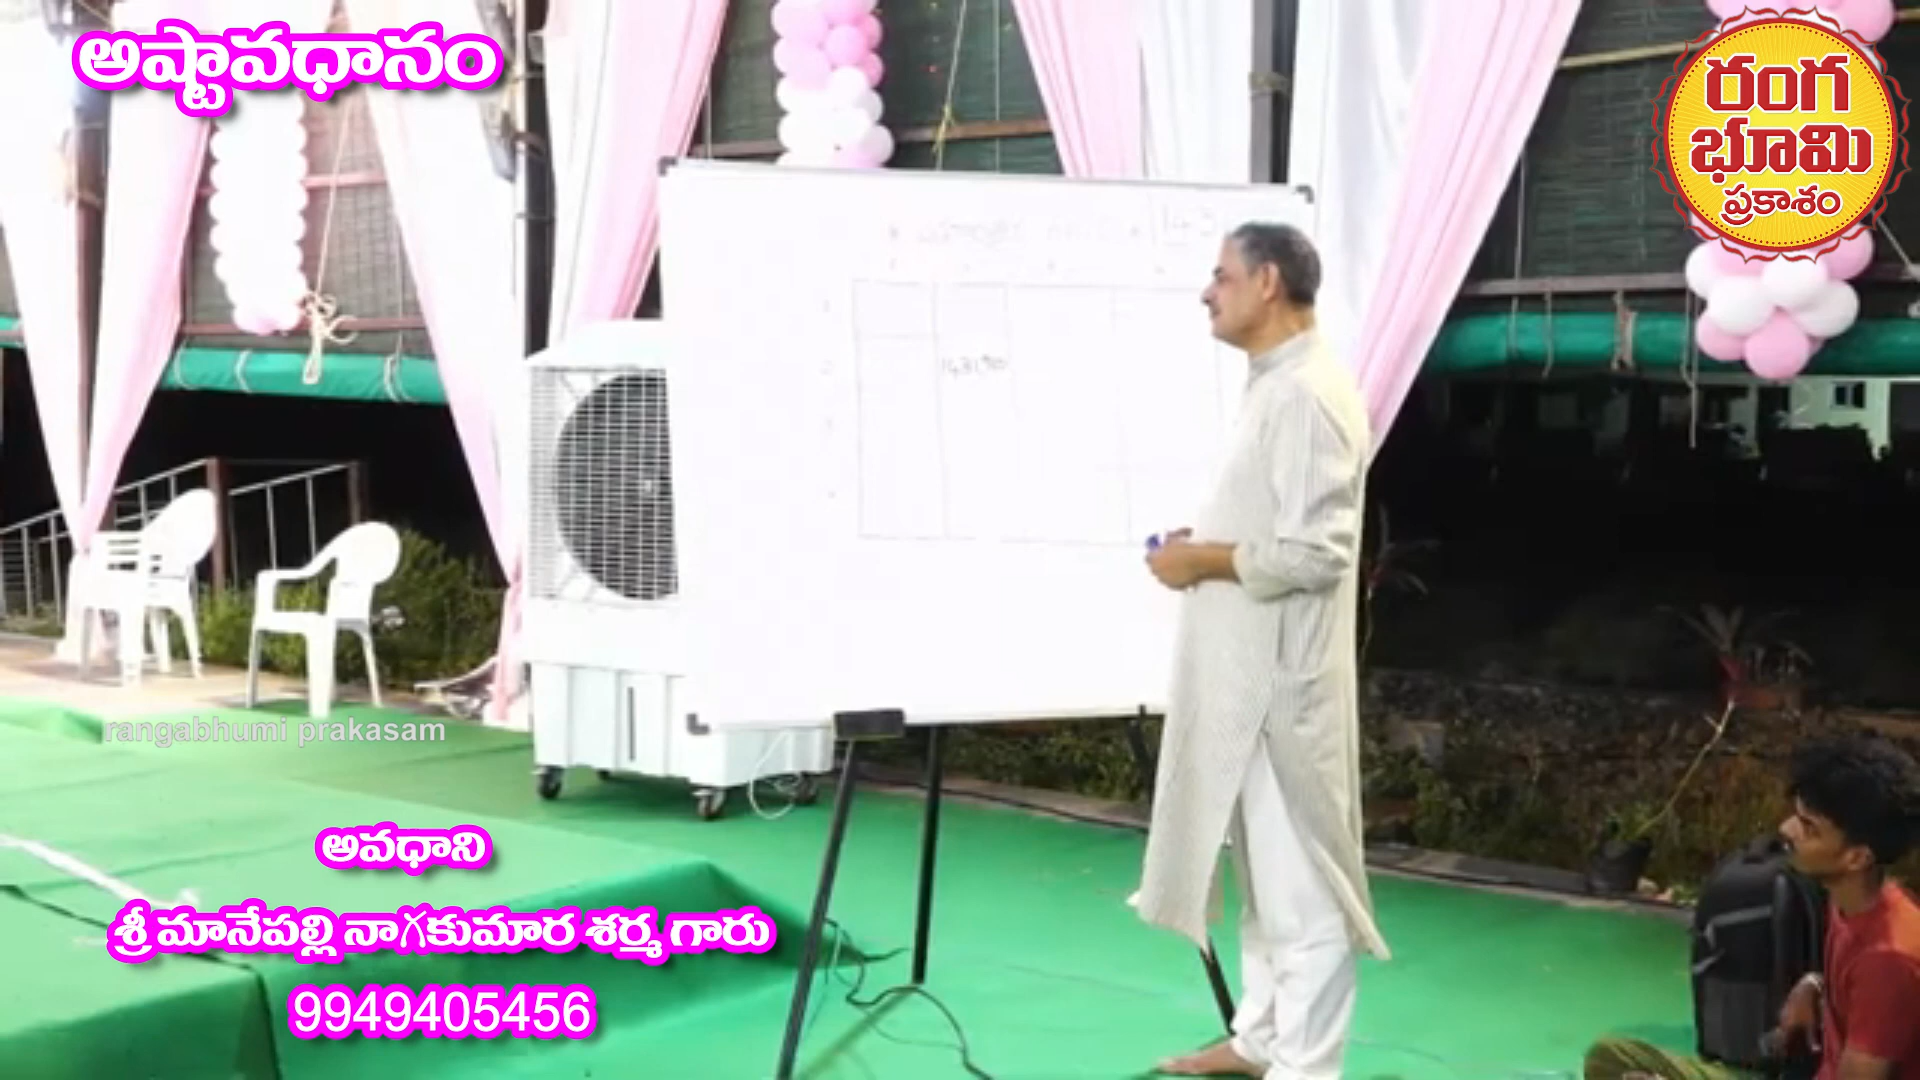 అష్టావధానం
రంగ
భూమి
ప్రకాశం
rangabhumi prakasam
అవధాని
శ్రీ మానేపల్లి నాగకుమార శర్మ గారు
9949405456